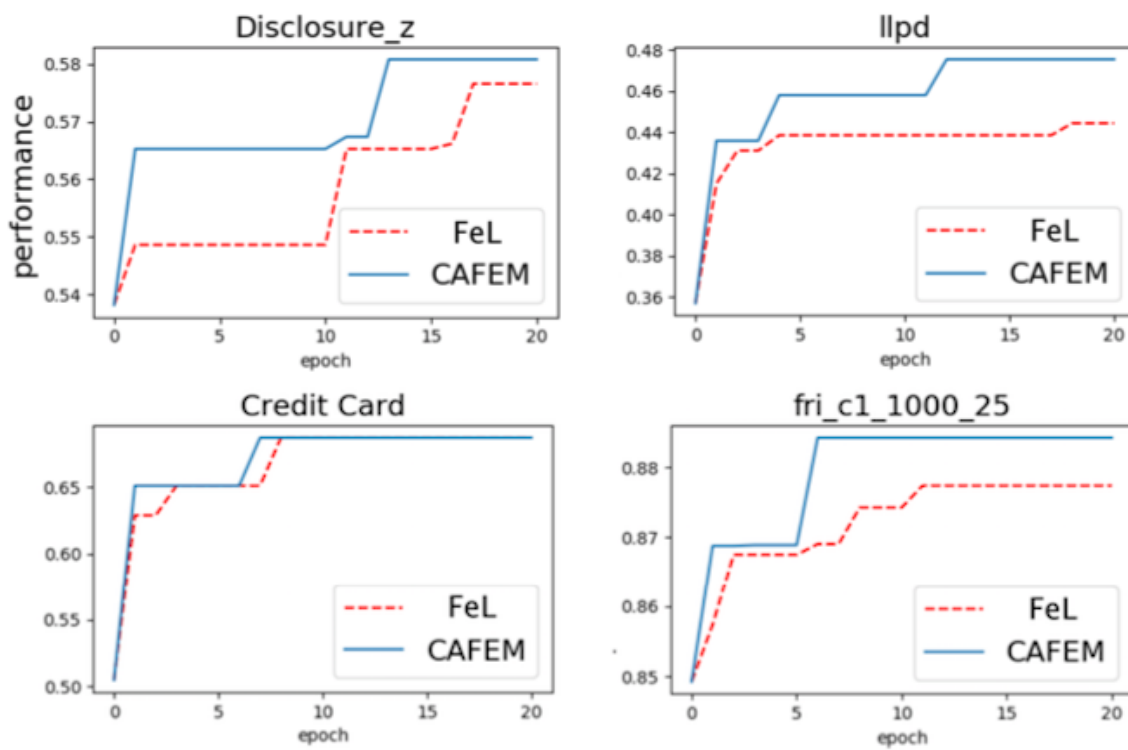 Disclosure_z
performance
0.58
0.57
0.56
0.55
0.54
FeL
CAFEM
0 5 10 15 20
epoch
llpd
0.48
0.46
0.44
0.42
0.40
0.38
0.36
FeL
CAFEM
0 5 10 15 20
epoch
Credit Card
0.65
0.60
0.55
0.50
FeL
CAFEM
0 5 10 15 20
epoch
fri_c1_1000_25
0.88
0.87
0.86
0.85
FeL
CAFEM
0 5 10 15 20
epoch